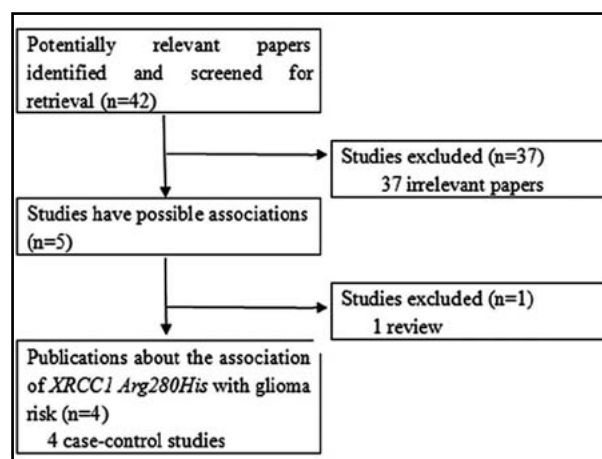 Potentially relevant papers
identified and screened for
retrieval (n=42)
Studies excluded (n=37)
37 irrelevant papers
Studies have possible associations
(n=5)
Studies excluded (n=1)
1 review
Publications about the association
of XRCC1 Arg280His with glioma
risk (n=4)
4 case-control studies